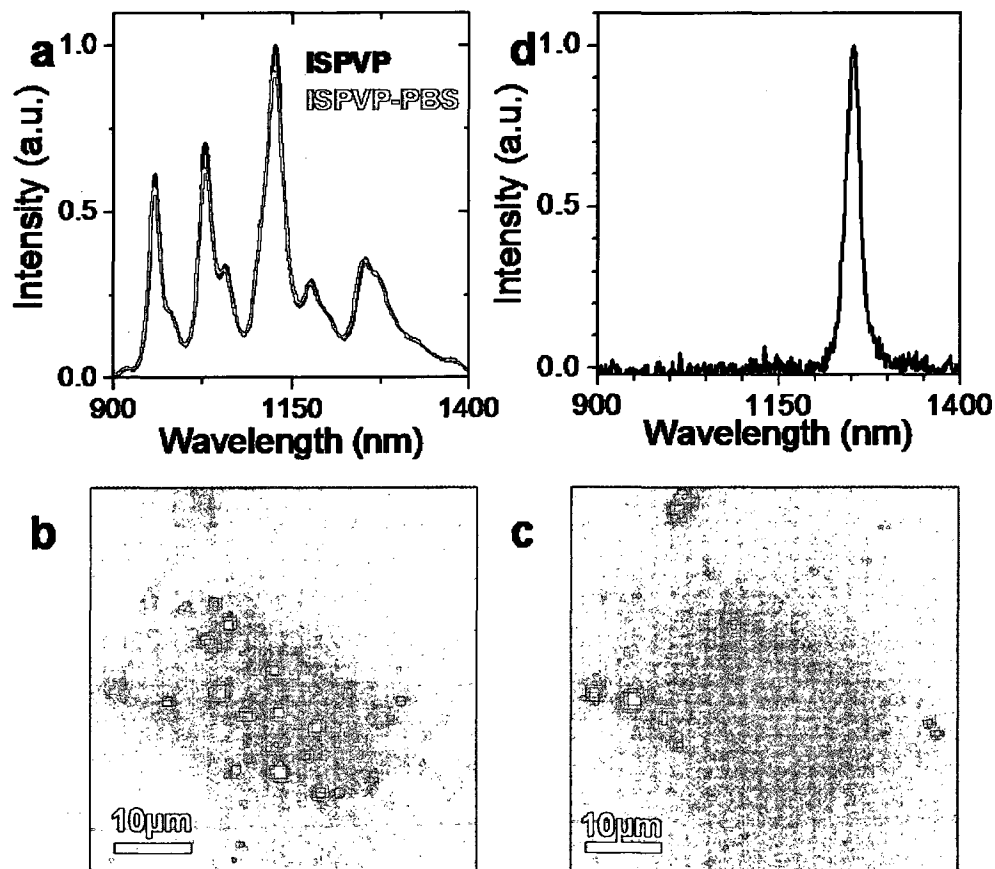 a
1.0
ISPVP
ISPVP-PBS
0.5
0.0
Intensity (a.u.)
900
1150
1400
Wavelength (nm)
d
1.0
0.5
0.0
Intensity (a.u.)
900
1150
1400
Wavelength (nm)
b
10μm
c
10μm